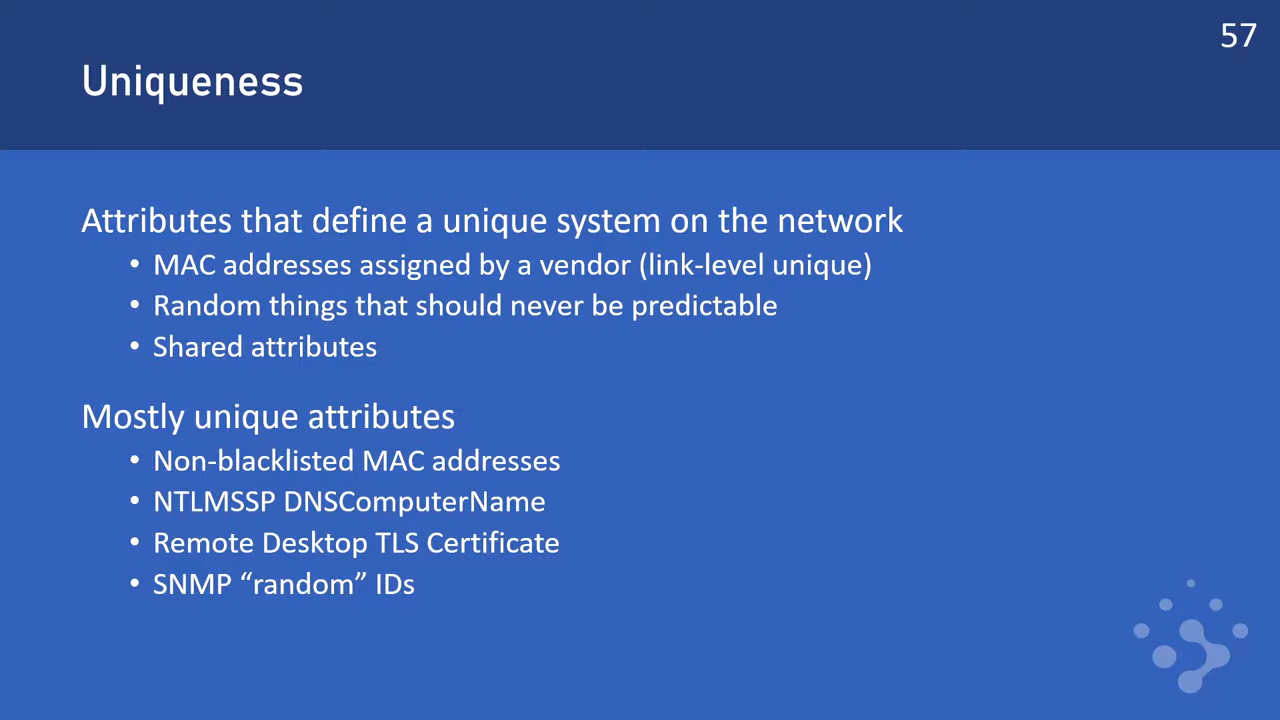 57
Uniqueness
Attributes that define a unique system on the network
• MAC addresses assigned by a vendor (link-level unique)
• Random things that should never be predictable
• Shared attributes
Mostly unique attributes
• Non-blacklisted MAC addresses
• NTLMSSP DNSComputerName
• Remote Desktop TLS Certificate
• SNMP “random” IDs